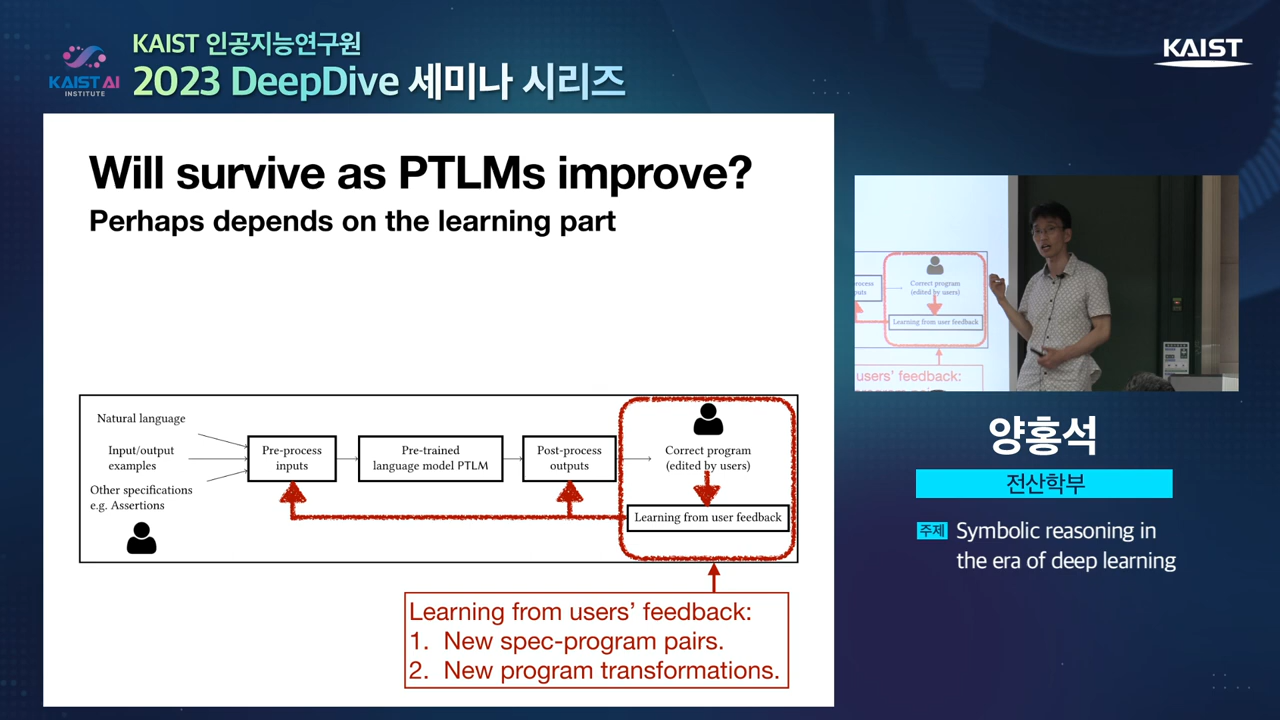 KAIST 인공지능연구원
2023 DeepDive 세미나 시리즈
KAIST AI
INSTITUTE
KAIST
Will survive as PTLMs improve?
Perhaps depends on the learning part
Natural language
Input/output
examples
Other specifications
e.g. Assertions
Pre-process
inputs
Pre-trained
language model PTLM
Post-process
outputs
Correct program
(edited by users)
Learning from user feedback
Learning from users' feedback:
1. New spec-program pairs.
2. New program transformations.
Correct program
(edited by users)
Learning from user feedback
users' feedback:
양홍석
전산학부
주제 Symbolic reasoning in
the era of deep learning